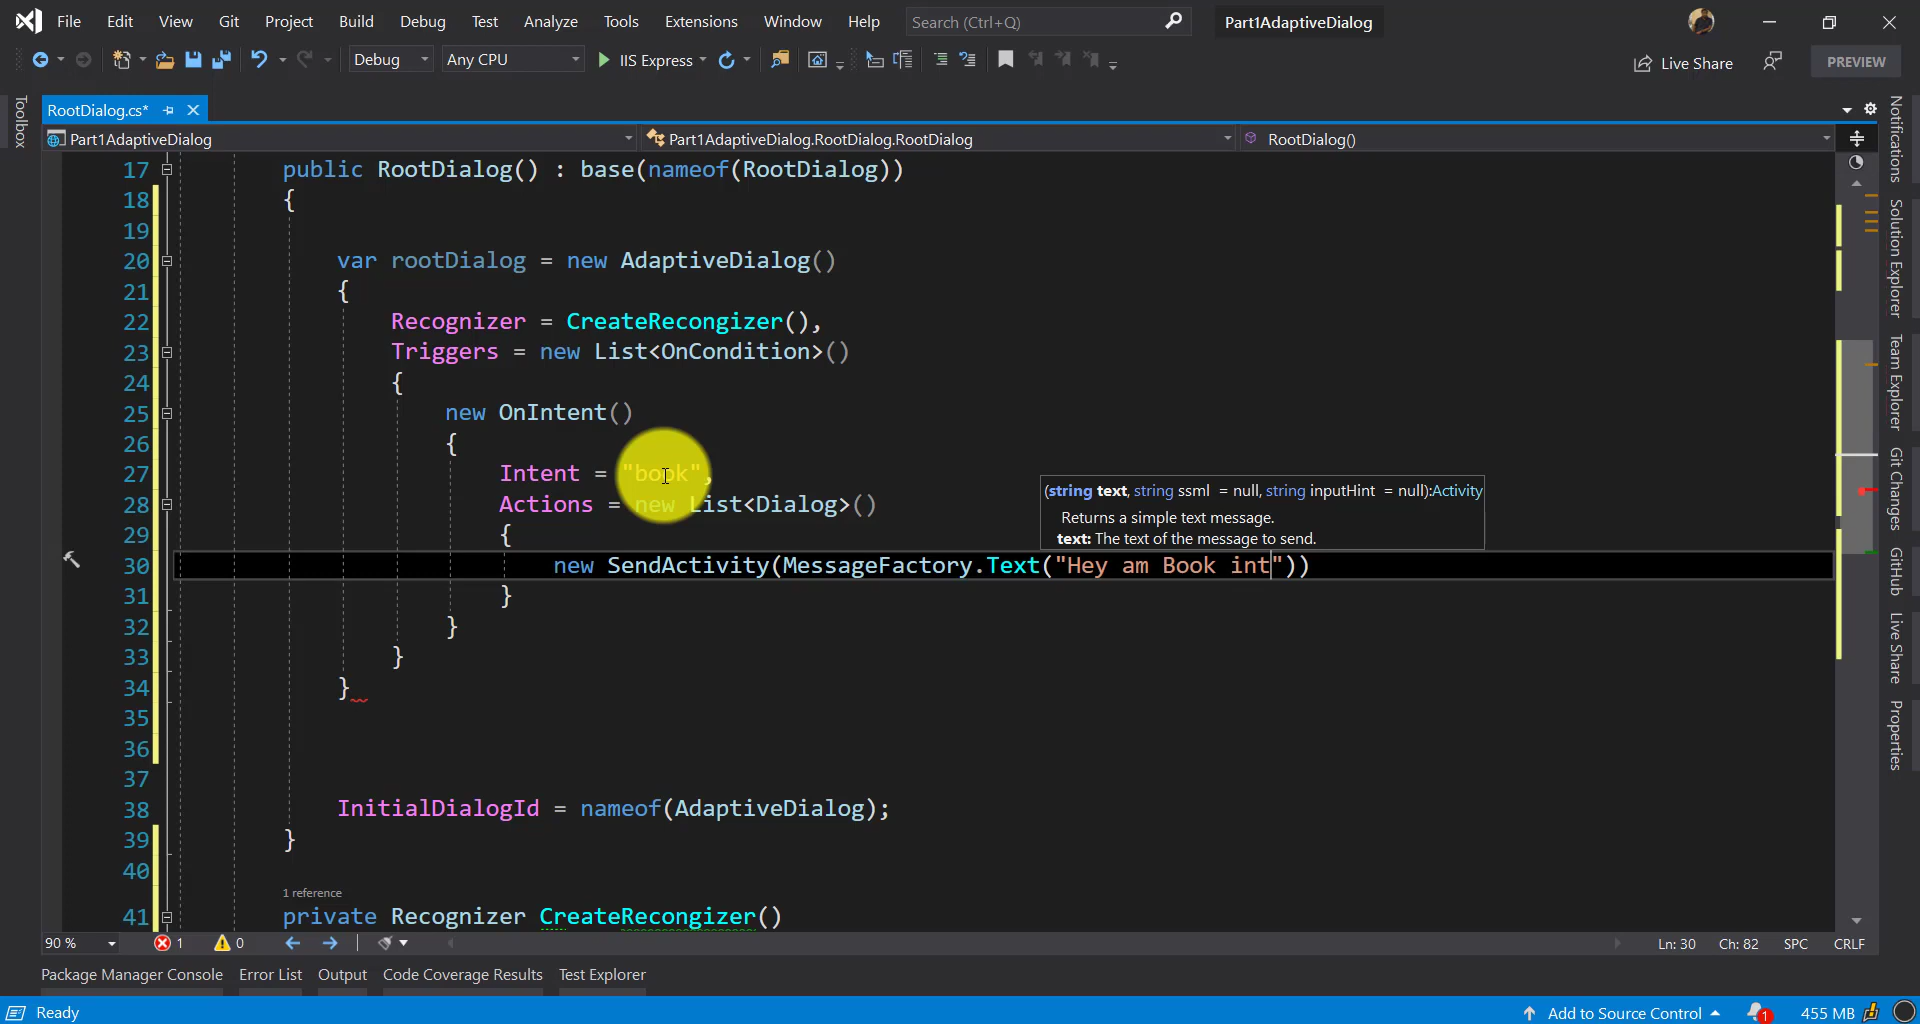 File Edit View Git Project Build Debug Test Analyze Tools Extensions Window Help Search (Ctrl+Q) Part1AdaptiveDialog
Debug Any CPU IIS Express Live Share PREVIEW
Toolbox
RootDialog.cs*
Part1AdaptiveDialog Part1AdaptiveDialog.RootDialog.RootDialog RootDialog()
17 public RootDialog() : base(nameof(RootDialog))
18 {
19
20 var rootDialog = new AdaptiveDialog()
21 {
22 Recognizer = CreateRecongizer(),
23 Triggers = new List<OnCondition>()
24 {
25 new OnIntent()
26 {
27 Intent = "book",
28 Actions = new List<Dialog>()
(string text, string ssml = null, string inputHint = null):Activity
Returns a simple text message.
text: The text of the message to send.
29 {
30 new SendActivity(MessageFactory.Text("Hey am Book int"))
31 }
32 }
33 }
34 }
35
36
37
38 InitialDialogId = nameof(AdaptiveDialog);
39 }
40
1 reference
41 private Recognizer CreateRecongizer()
Notifications
Solution Explorer
Team Explorer
Git Changes
GitHub
Live Share
Properties
90 % 1 0 Ln: 30 Ch: 82 SPC CRLF
Package Manager Console Error List Output Code Coverage Results Test Explorer
Ready Add to Source Control 1 455 MB